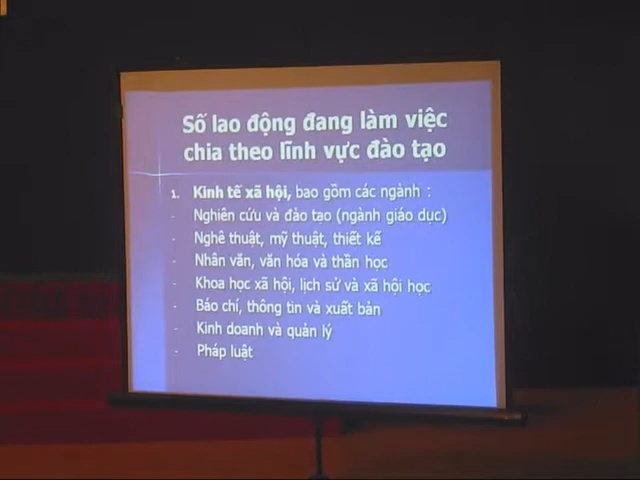 Số lao động đang làm việc
chia theo lĩnh vực đào tạo
1. Kinh tế xã hội, bao gồm các ngành :
- Nghiên cứu và đào tạo (ngành giáo dục)
- Nghê thuật, mỹ thuật, thiết kế
- Nhân văn, văn hóa và thần học
- Khoa học xã hội, lịch sử và xã hội học
- Báo chí, thông tin và xuất bản
- Kinh doanh và quản lý
- Pháp luật